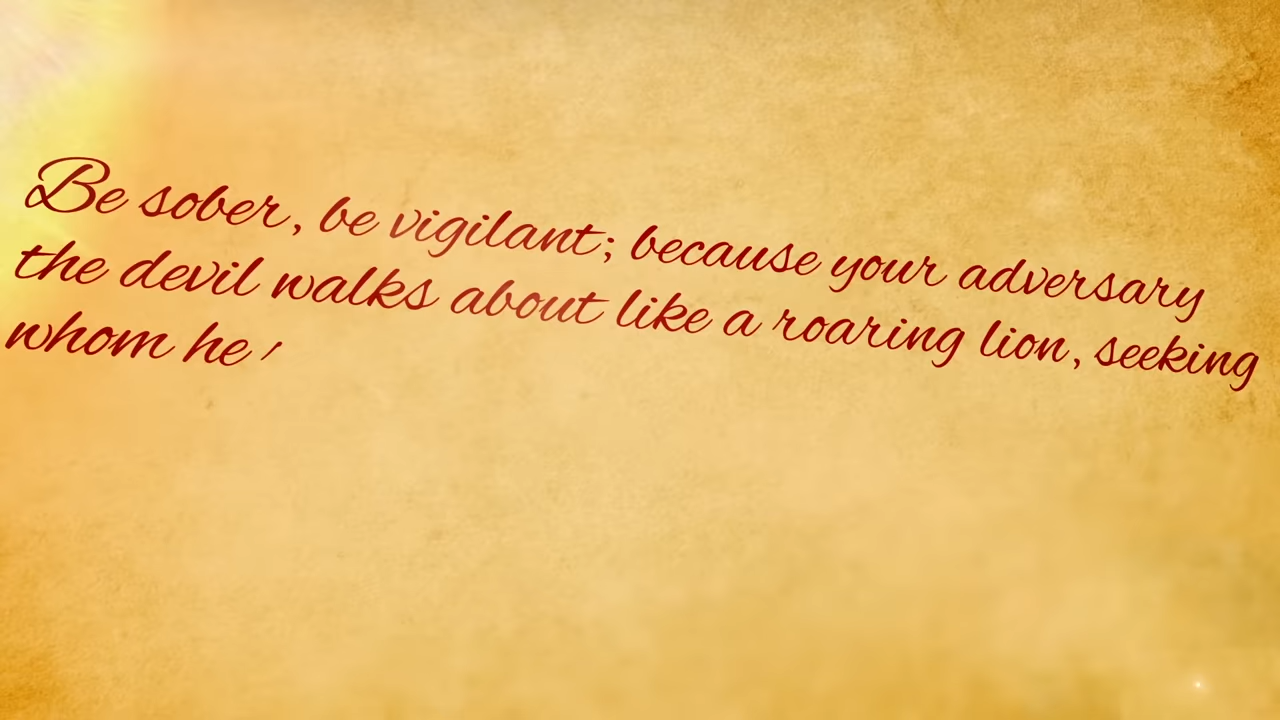 Be sober, be vigilant; because your adversary
the devil walks about like a roaring lion, seeking
whom he